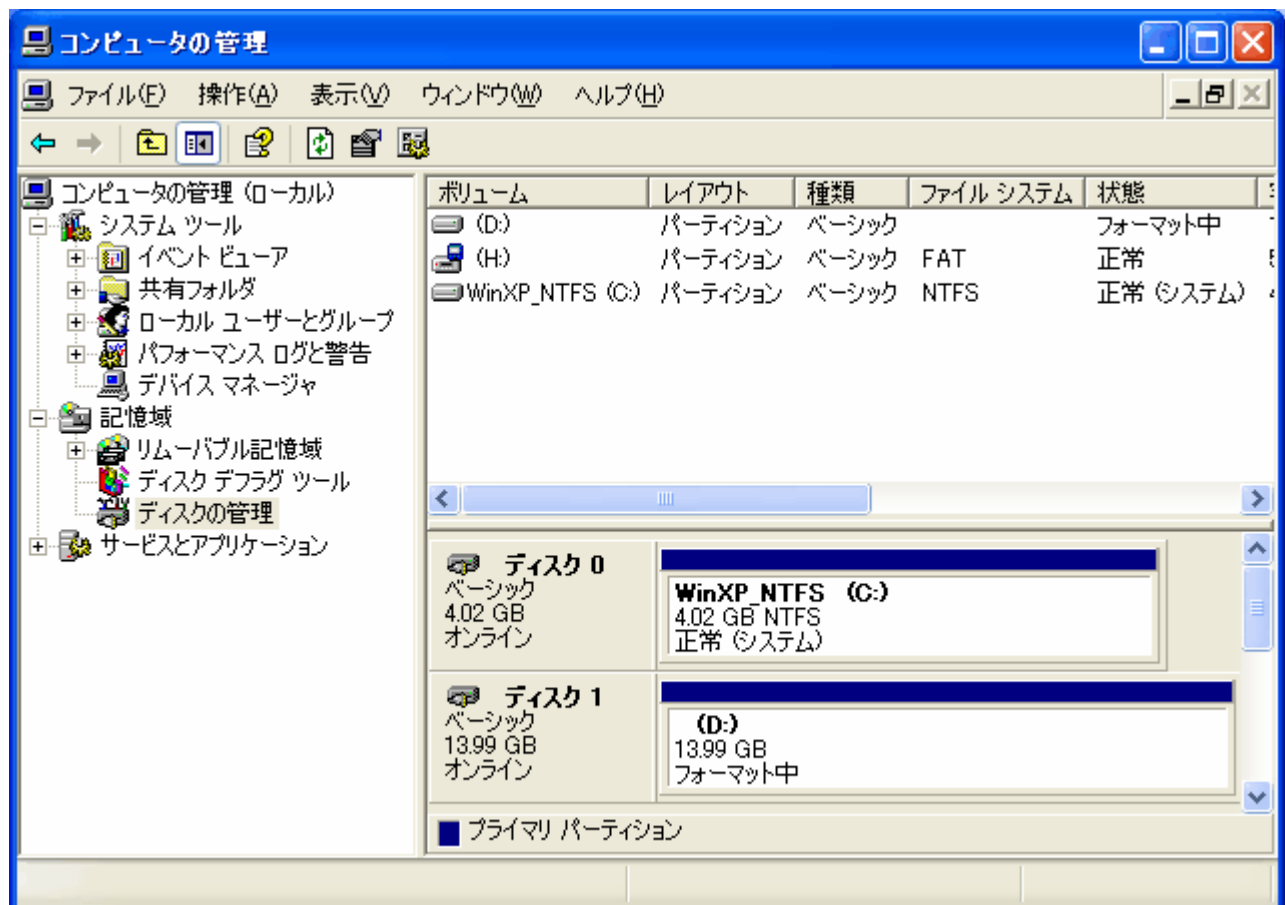 コンピュータの管理
ファイル(F) 操作(A) 表示(V) ウィンドウ(W) ヘルプ(H)
コンピュータの管理 (ローカル)
システム ツール
イベント ビューア
共有フォルダ
ローカル ユーザーとグループ
パフォーマンス ログと警告
デバイス マネージャ
記憶域
リムーバブル記憶域
ディスク デフラグ ツール
ディスクの管理
サービスとアプリケーション
ボリューム レイアウト 種類 ファイル システム 状態
(D:) パーティション ベーシック フォーマット中
(H:) パーティション ベーシック FAT 正常
WinXP_NTFS (C:) パーティション ベーシック NTFS 正常 (システム)
ディスク 0
ベーシック
4.02 GB
オンライン
WinXP_NTFS (C:)
4.02 GB NTFS
正常 (システム)
ディスク 1
ベーシック
13.99 GB
オンライン
(D:)
13.99 GB
フォーマット中
プライマリ パーティション